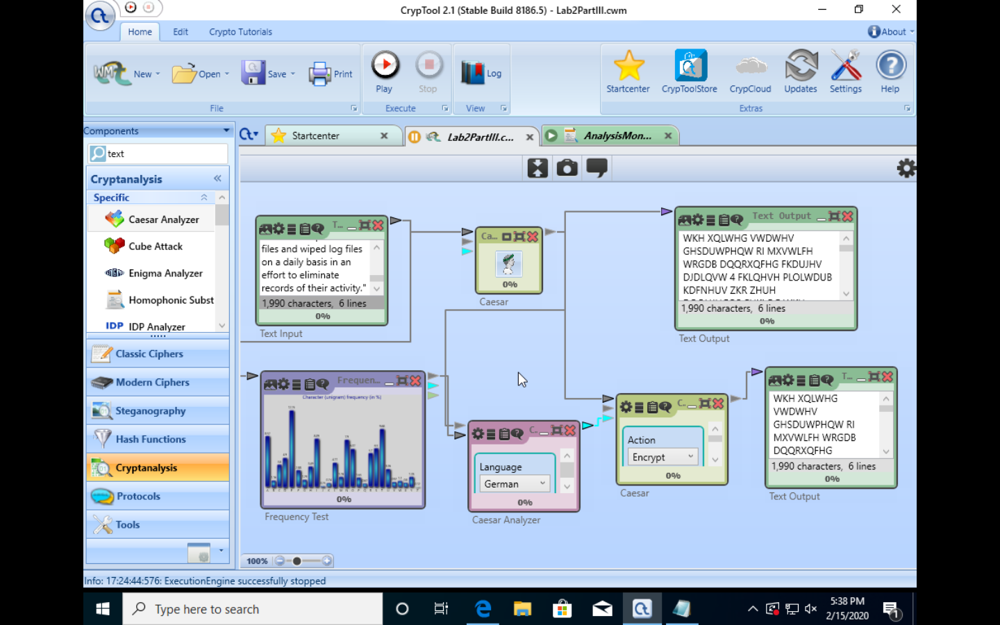 CrypTool 2.1 (Stable Build 8186.5) - Lab2PartIII.cwm
Home Edit Crypto Tutorials About
New Open Save Print
Play Stop
Log
Startcenter CrypToolStore CrypCloud Updates Settings Help
File Execute View Extras
Components
Startcenter
Lab2PartIII.c...
AnalysisMon...
text
Cryptanalysis
Specific
Caesar Analyzer
Cube Attack
Enigma Analyzer
Homophonic Subst
IDP IDP Analyzer
Classic Ciphers
Modern Ciphers
Steganography
Hash Functions
Cryptanalysis
Protocols
Tools
T...
files and wiped log files
on a daily basis in an
effort to eliminate
records of their activity."
1,990 characters, 6 lines
0%
Text Input
Ca...
0%
Caesar
Text Output
WKH XQLWHG VWDWHV
GHSDUWPHQW RI MXVWLFH
WRGDB DQQRXQFHG FKDUJHV
DJDLQVW 4 FKLQHVH PLOLWDUB
KDFNHUV ZKR ZHUH
1,990 characters, 6 lines
0%
Text Output
Frequen...
Character (unigram) frequency (in %)
0%
Frequency Test
C...
Language
German
0%
Caesar Analyzer
C...
Action
Encrypt
0%
Caesar
T...
WKH XQLWHG
VWDWHV
GHSDUWPHQW RI
MXVWLFH WRGDB
DQQRXQFHG
1,990 characters, 6 lines
0%
Text Output
100%
Info: 17:24:44:576: ExecutionEngine successfully stopped
Type here to search
5:38 PM
2/15/2020
1